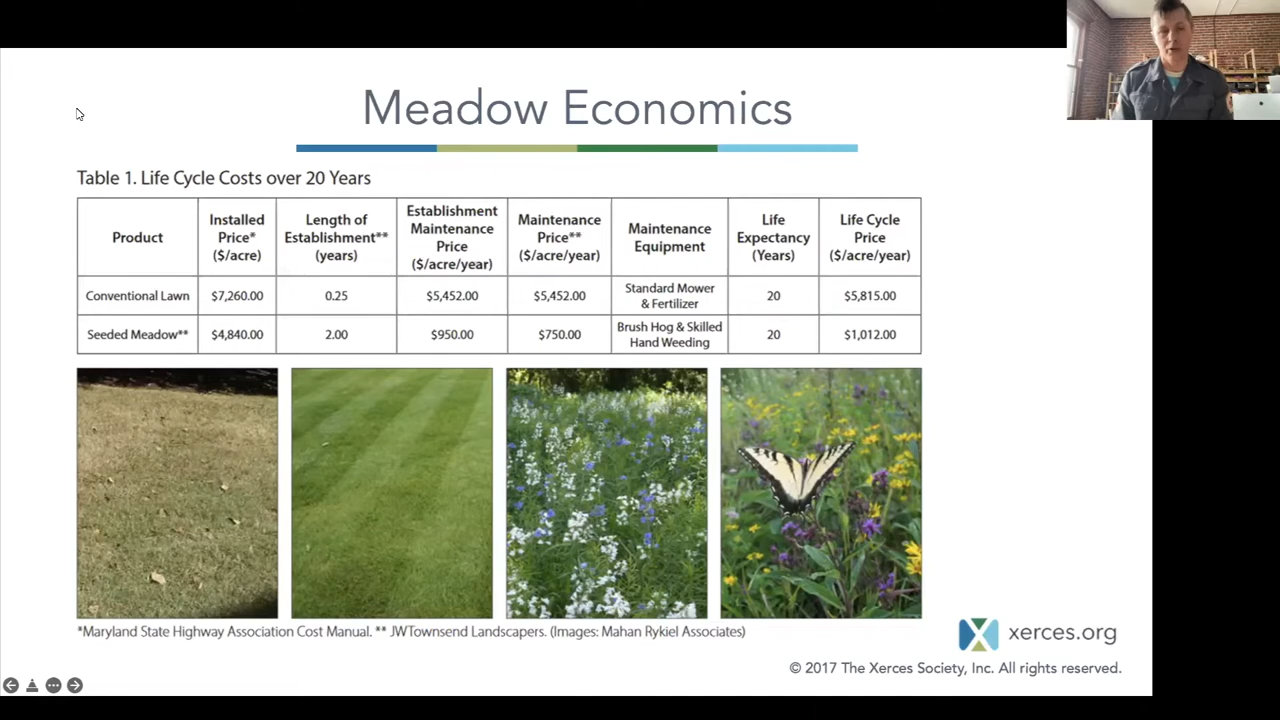 Meadow Economics
Table 1. Life Cycle Costs over 20 Years
Product
Installed
Price*
($/acre)
Length of
Establishment**
(years)
Establishment
Maintenance
Price
($/acre/year)
Maintenance
Price**
($/acre/year)
Maintenance
Equipment
Life
Expectancy
(Years)
Life Cycle
Price
($/acre/year)
Conventional Lawn
$7,260.00
0.25
$5,452.00
$5,452.00
Standard Mower
& Fertilizer
20
$5,815.00
Seeded Meadow**
$4,840.00
2.00
$950.00
$750.00
Brush Hog & Skilled
Hand Weeding
20
$1,012.00
*Maryland State Highway Association Cost Manual. ** JWTownsend Landscapers. (Images: Mahan Rykiel Associates)
xerces.org
© 2017 The Xerces Society, Inc. All rights reserved.